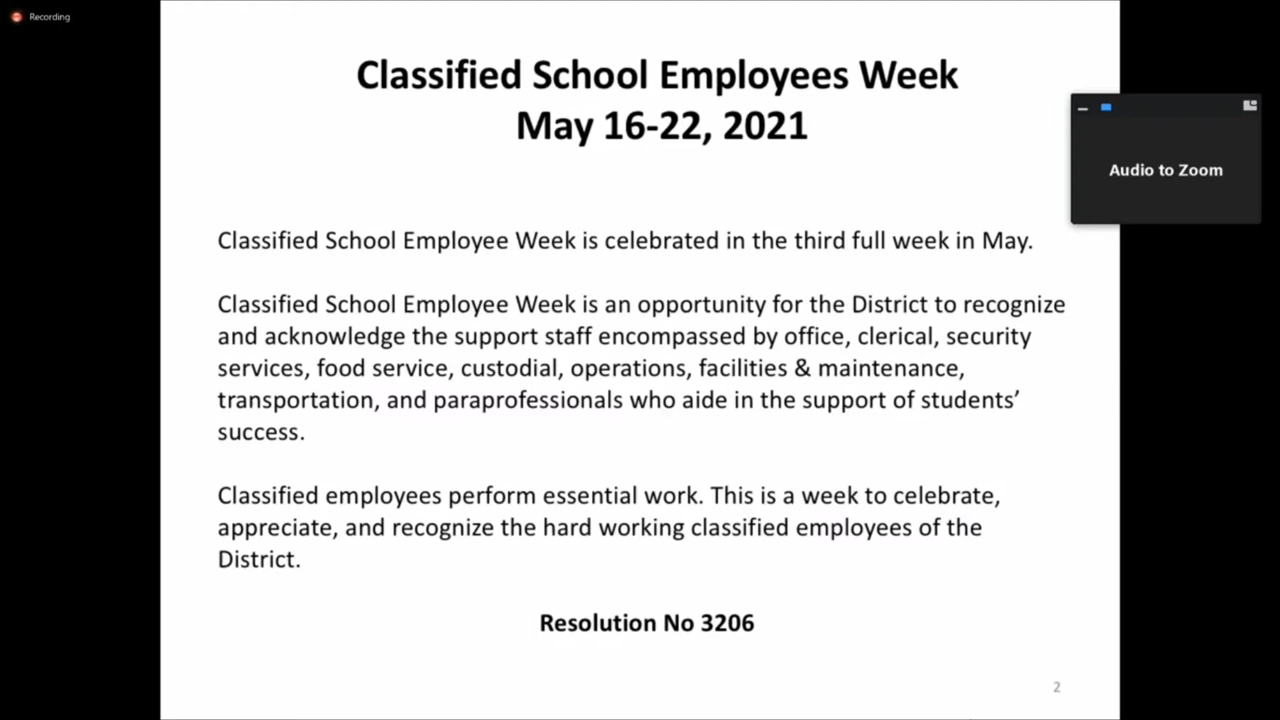 Recording
Classified School Employees Week
May 16-22, 2021
Audio to Zoom
Classified School Employee Week is celebrated in the third full week in May.
Classified School Employee Week is an opportunity for the District to recognize
and acknowledge the support staff encompassed by office, clerical, security
services, food service, custodial, operations, facilities & maintenance,
transportation, and paraprofessionals who aide in the support of students’
success.
Classified employees perform essential work. This is a week to celebrate,
appreciate, and recognize the hard working classified employees of the
District.
Resolution No 3206
2